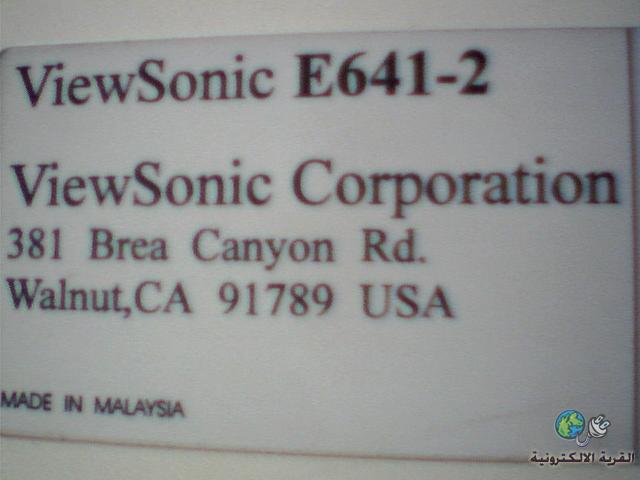 ViewSonic E641-2
ViewSonic Corporation
381 Brea Canyon Rd.
Walnut,CA 91789 USA
MADE IN MALAYSIA
القرية الالكترونية